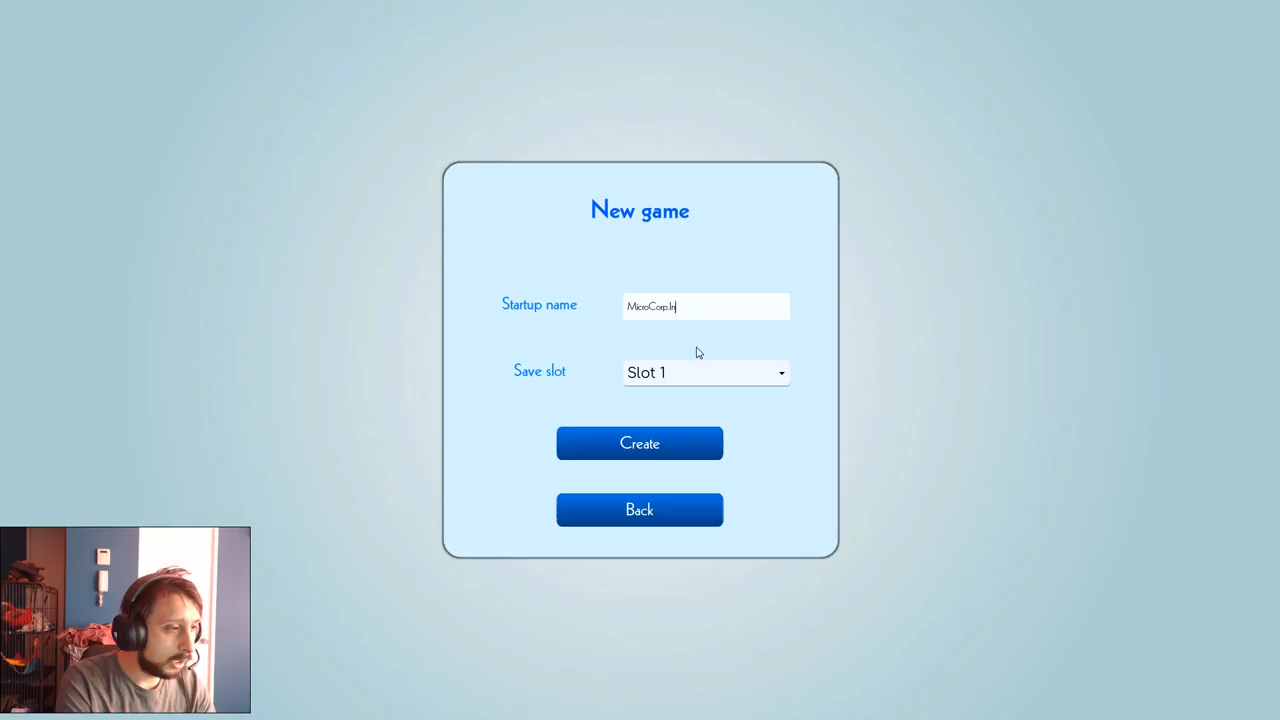 New game
Startup name
MicroCorp.In
Save slot
Slot 1
Create
Back